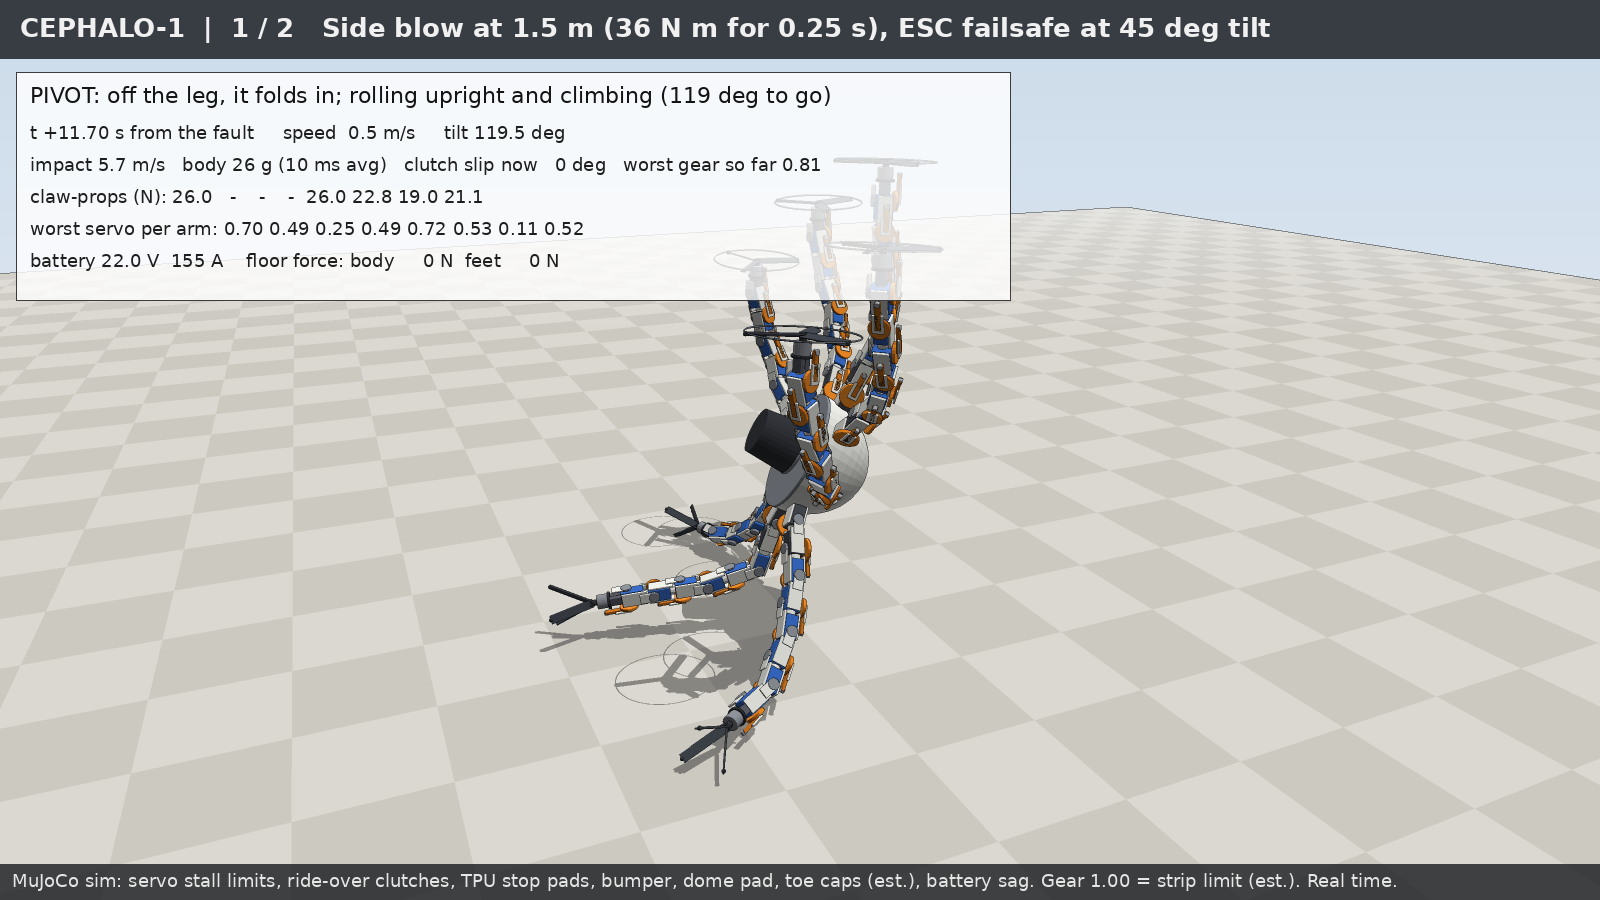 CEPHALO-1 | 1 / 2 Side blow at 1.5 m (36 N m for 0.25 s), ESC failsafe at 45 deg tilt
PIVOT: off the leg, it folds in; rolling upright and climbing (119 deg to go)
t +11.70 s from the fault speed 0.5 m/s tilt 119.5 deg
impact 5.7 m/s body 26 g (10 ms avg) clutch slip now 0 deg worst gear so far 0.81
claw-props (N): 26.0 - - - 26.0 22.8 19.0 21.1
worst servo per arm: 0.70 0.49 0.25 0.49 0.72 0.53 0.11 0.52
battery 22.0 V 155 A floor force: body 0 N feet 0 N
MuJoCo sim: servo stall limits, ride-over clutches, TPU stop pads, bumper, dome pad, toe caps (est.), battery sag. Gear 1.00 = strip limit (est.). Real time.